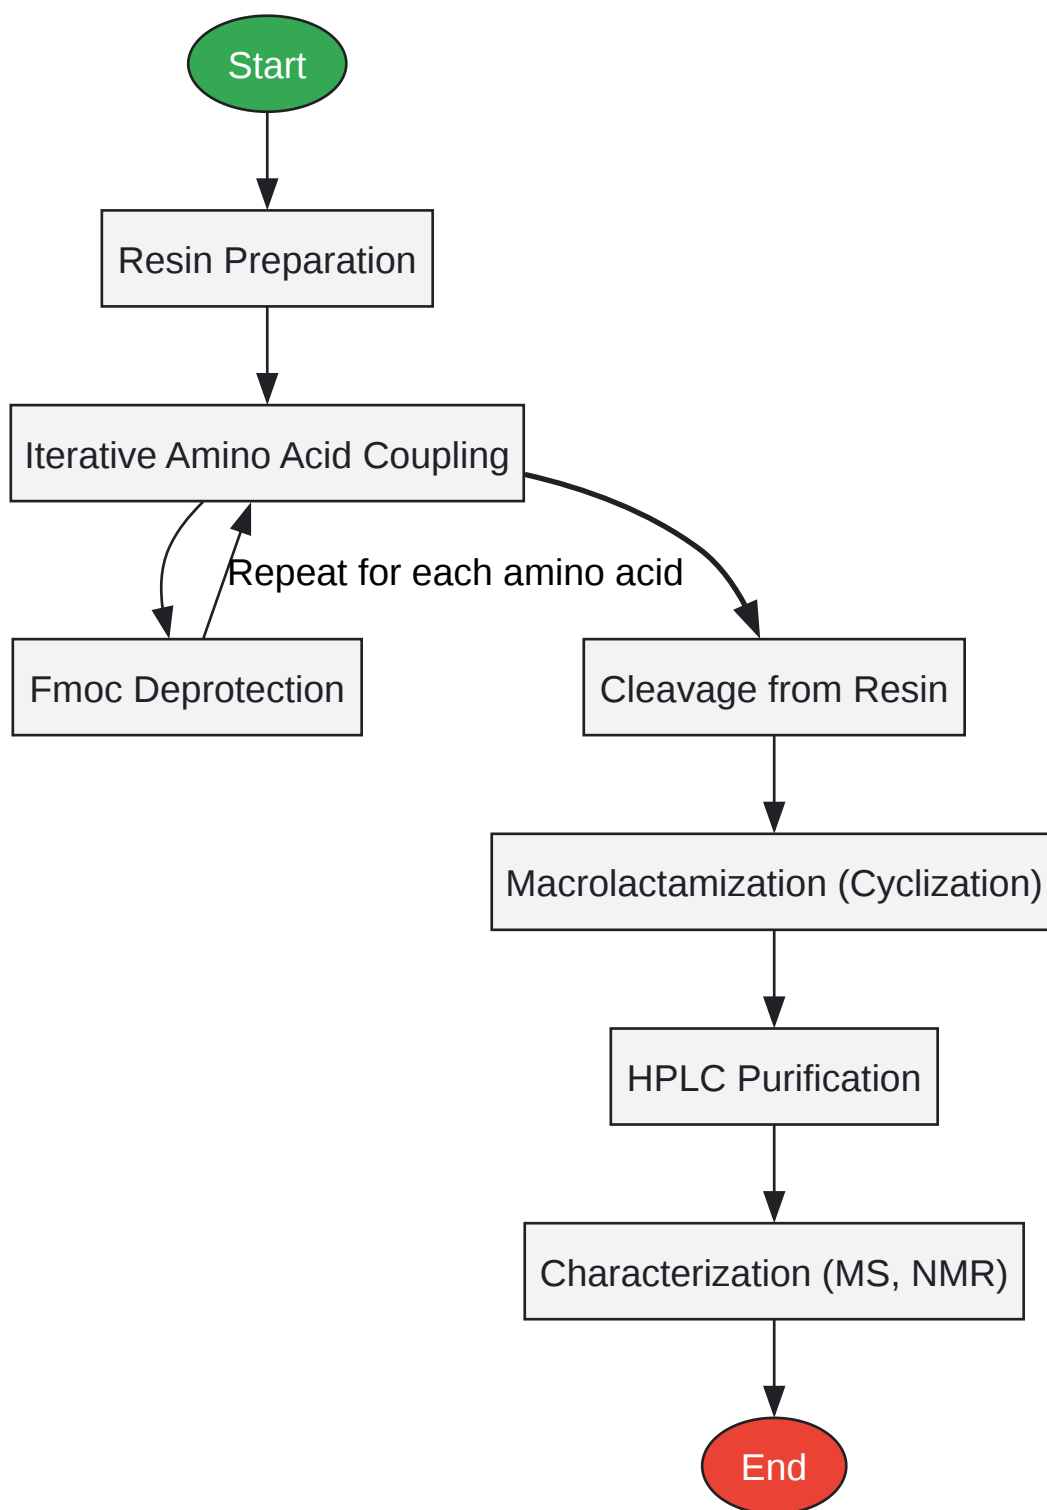 Start
Resin Preparation
Iterative Amino Acid Coupling
Repeat for each amino acid
Fmoc Deprotection
Cleavage from Resin
Macrolactamization (Cyclization)
HPLC Purification
Characterization (MS, NMR)
End